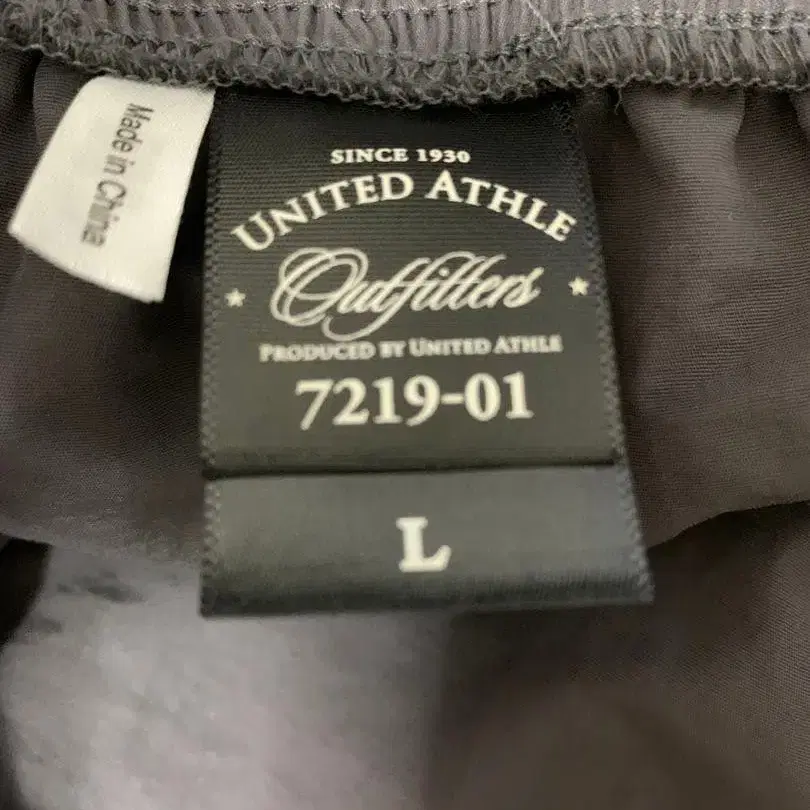 Made in China
SINCE 1930
UNITED ATHLE
Outfitters
PRODUCED BY UNITED ATHLE
7219-01
L